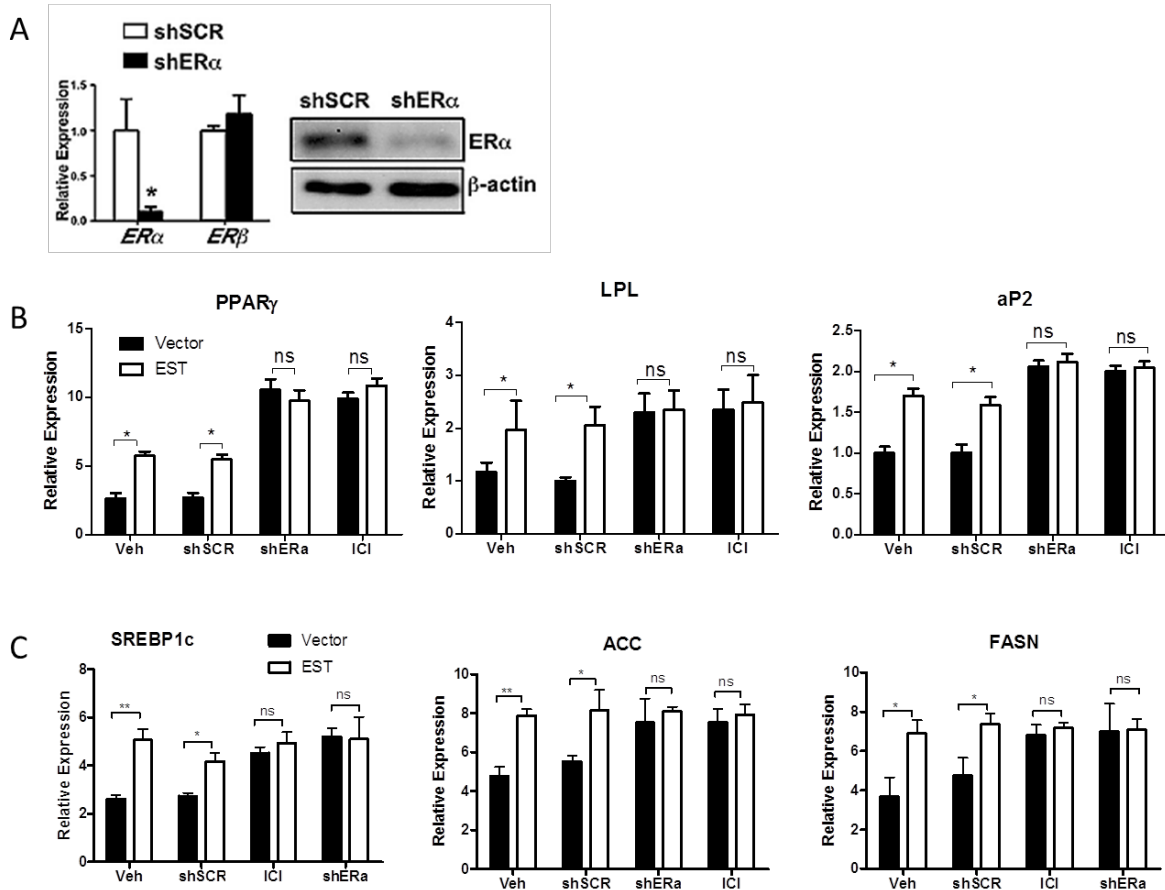 A
shSCR
shERα
Relative Expression
1.5
1.0
0.5
0.0
*
ERα
ERβ
shSCR shERα
ERα
β-actin
B
PPARγ
Vector
EST
Relative Expression
15
10
5
0
*
*
ns
ns
Veh shSCR shERa ICI
LPL
Relative Expression
4
3
2
1
0
*
*
ns
ns
Veh shSCR shERa ICI
aP2
Relative Expression
2.5
2.0
1.5
1.0
0.5
0.0
*
*
ns
ns
Veh shSCR shERa ICI
C
SREBP1c
Vector
EST
Relative Expression
8
6
4
2
0
**
*
ns
ns
Veh shSCR ICI shERa
ACC
Relative Expression
10
8
6
4
2
0
**
*
ns
ns
Veh shSCR shERa ICI
FASN
Relative Expression
10
8
6
4
2
0
*
*
ns
ns
Veh shSCR ICI shERa